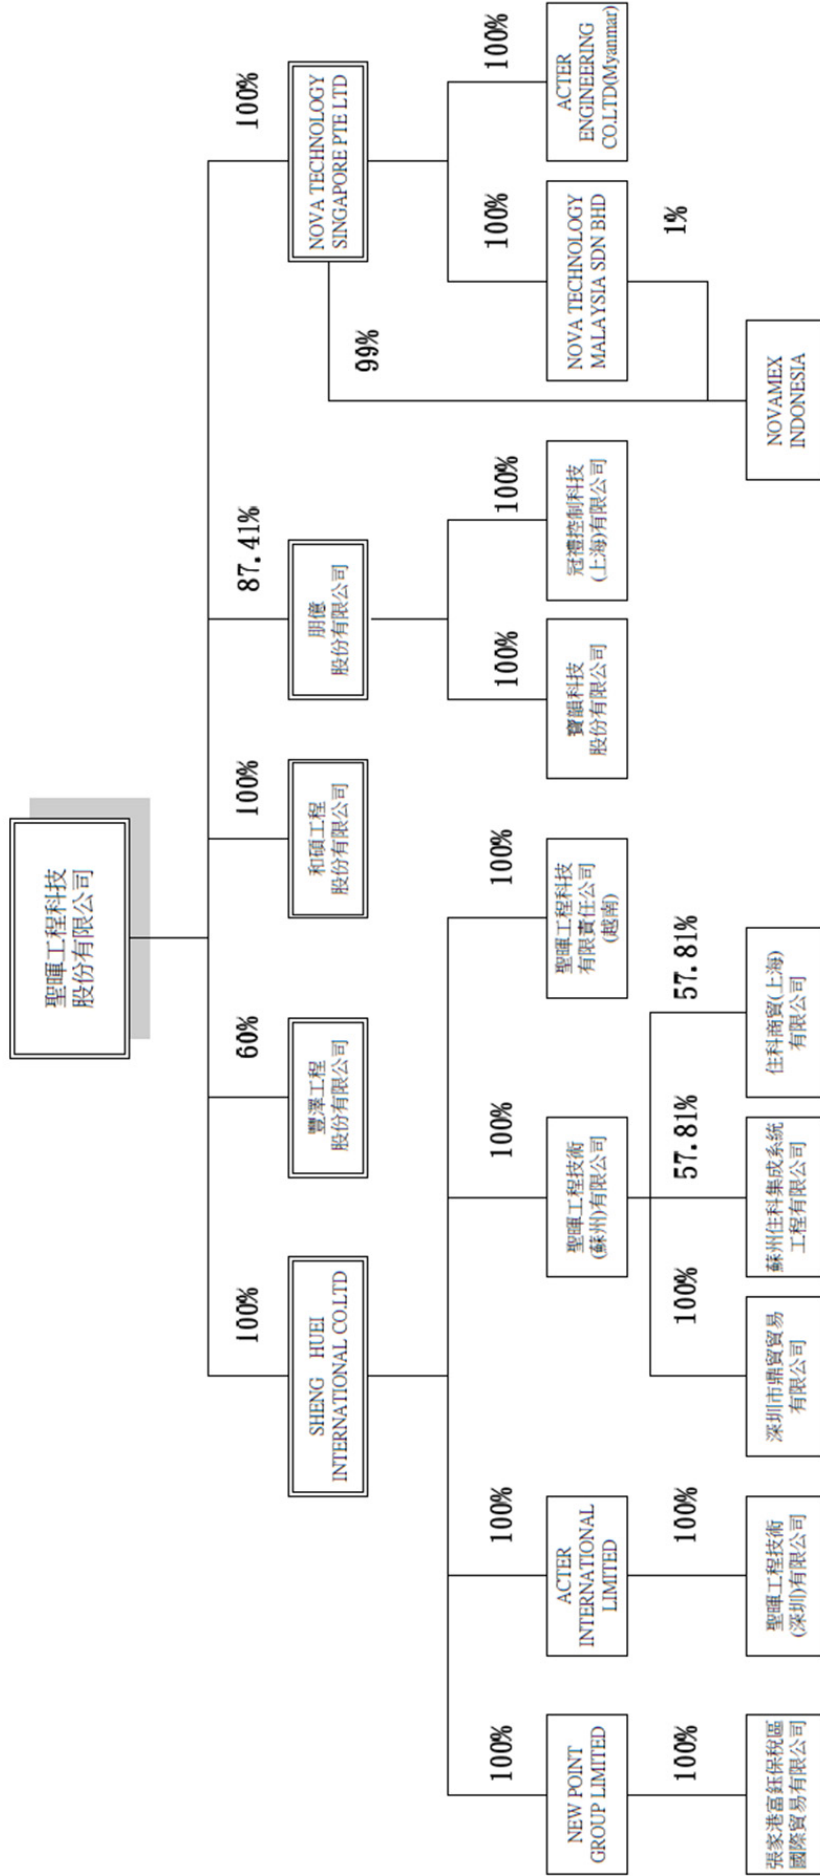 聖暉工程科技
股份有限公司
100%
60%
100%
87.41%
100%
SHENG HUEI
INTERNATIONAL CO.LTD
豐澤工程
股份有限公司
和碩工程
股份有限公司
朋億
股份有限公司
NOVA TECHNOLOGY
SINGAPORE PTE LTD
99%
100%
100%
100%
100%
100%
100%
100%
100%
NEW POINT
GROUP LIMITED
ACTER
INTERNATIONAL
LIMITED
聖暉工程技術
(蘇州)有限公司
聖暉工程科技
有限責任公司
(越南)
寶韻科技
股份有限公司
冠禮控制科技
(上海)有限公司
NOVA TECHNOLOGY
MALAYSIA SDN BHD
ACTER
ENGINEERING
CO.LTD(Myanmar)
100%
100%
100%
57.81%
57.81%
1%
張家港富鈺保稅區
國際貿易有限公司
聖暉工程技術
(深圳)有限公司
深圳市鼎貿貿易
有限公司
蘇州住科集成系統
工程有限公司
住科商貿(上海)
有限公司
NOVAMEX
INDONESIA